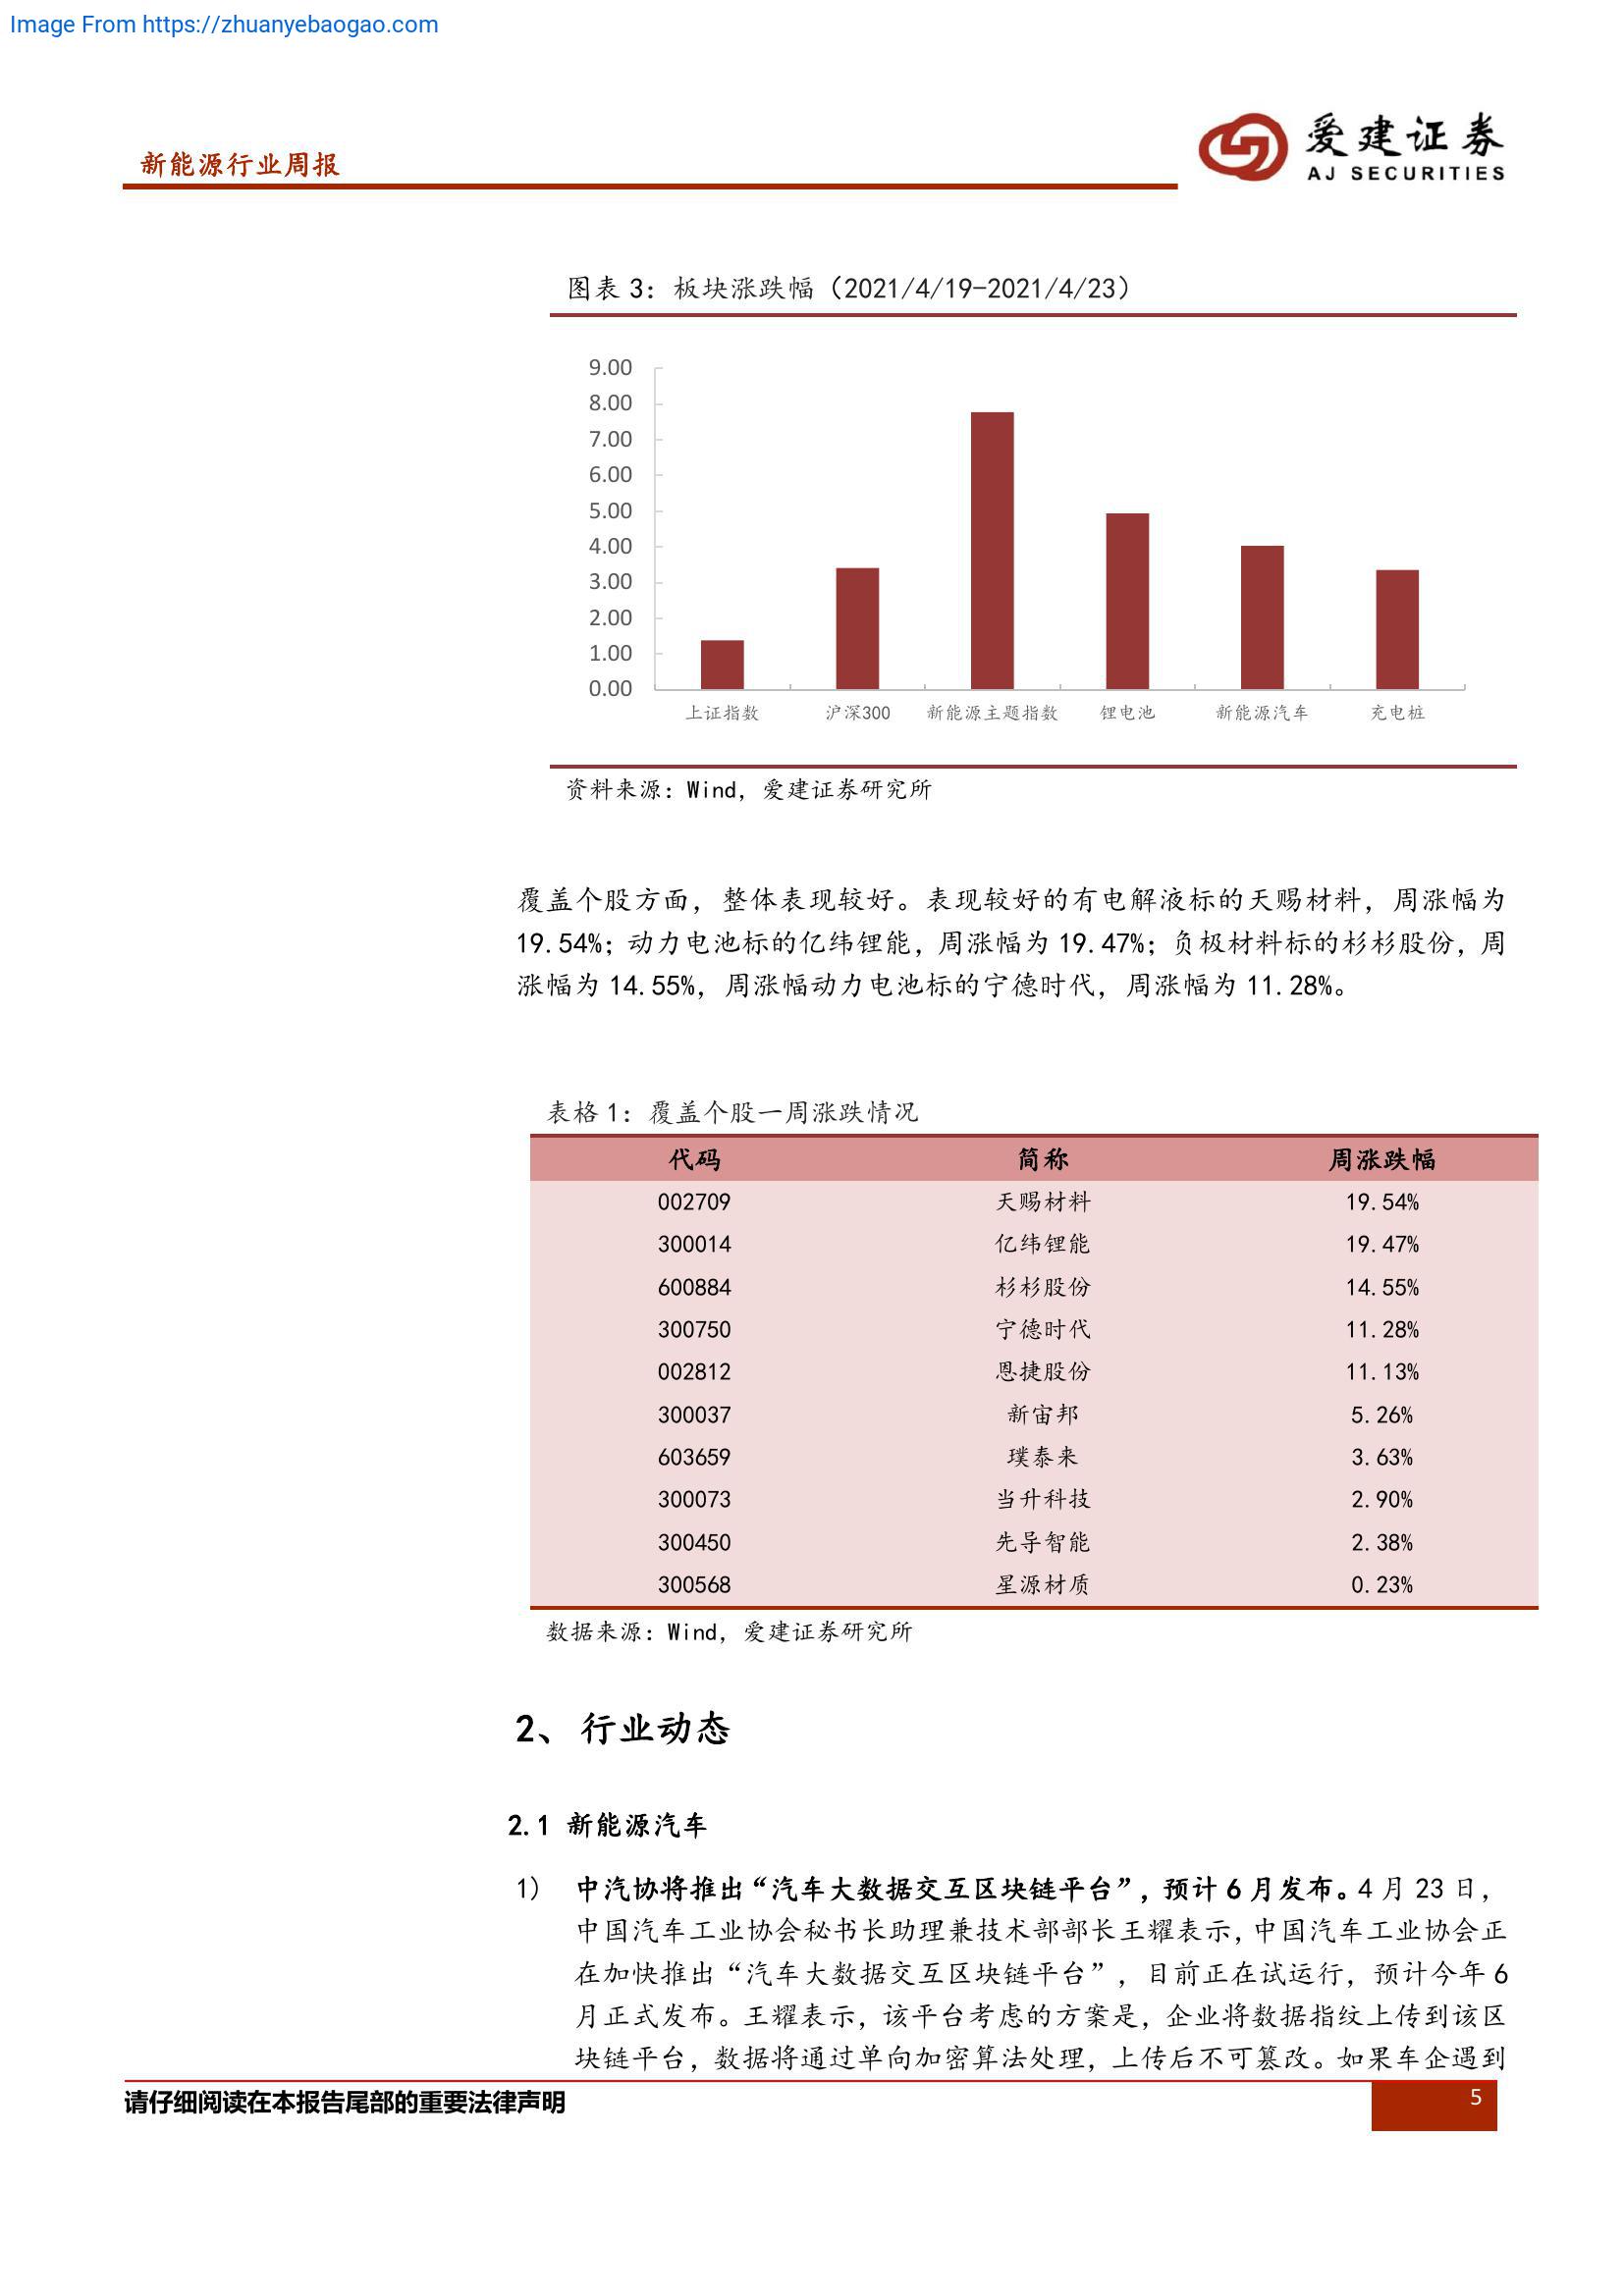 Image From https://zhuanyebaogao.com
新能源行业周报
爱建证券
AJ SECURITIES
图表 3：板块涨跌幅（2021/4/19-2021/4/23）
9.00
8.00
7.00
6.00
5.00
4.00
3.00
2.00
1.00
0.00
上证指数 沪深300 新能源主题指数 锂电池 新能源汽车 充电桩
资料来源：Wind，爱建证券研究所
覆盖个股方面，整体表现较好。表现较好的有电解液标的天赐材料，周涨幅为
19.54%；动力电池标的亿纬锂能，周涨幅为 19.47%；负极材料标的杉杉股份，周
涨幅为 14.55%，周涨幅动力电池标的宁德时代，周涨幅为 11.28%。
表格 1：覆盖个股一周涨跌情况
代码 简称 周涨跌幅
002709 天赐材料 19.54%
300014 亿纬锂能 19.47%
600884 杉杉股份 14.55%
300750 宁德时代 11.28%
002812 恩捷股份 11.13%
300037 新宙邦 5.26%
603659 璞泰来 3.63%
300073 当升科技 2.90%
300450 先导智能 2.38%
300568 星源材质 0.23%
数据来源：Wind，爱建证券研究所
2、 行业动态
2.1 新能源汽车
1） 中汽协将推出“汽车大数据交互区块链平台”，预计 6 月发布。4 月 23 日，
中国汽车工业协会秘书长助理兼技术部部长王耀表示，中国汽车工业协会正
在加快推出“汽车大数据交互区块链平台”，目前正在试运行，预计今年 6
月正式发布。王耀表示，该平台考虑的方案是，企业将数据指纹上传到该区
块链平台，数据将通过单向加密算法处理，上传后不可篡改。如果车企遇到
请仔细阅读在本报告尾部的重要法律声明
5